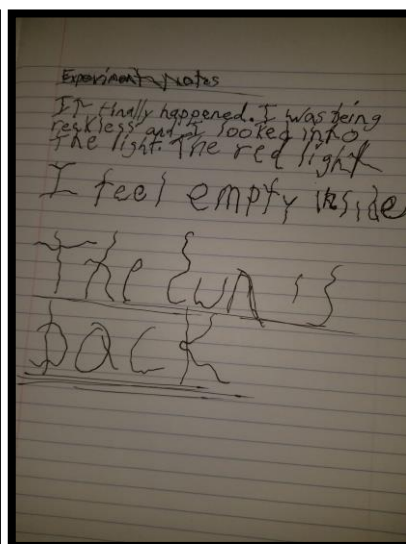 Experiment Notes
It finally happened. I was being
reckless and I looked into
the light. The red light
I feel empty inside
The Sun's
BACK